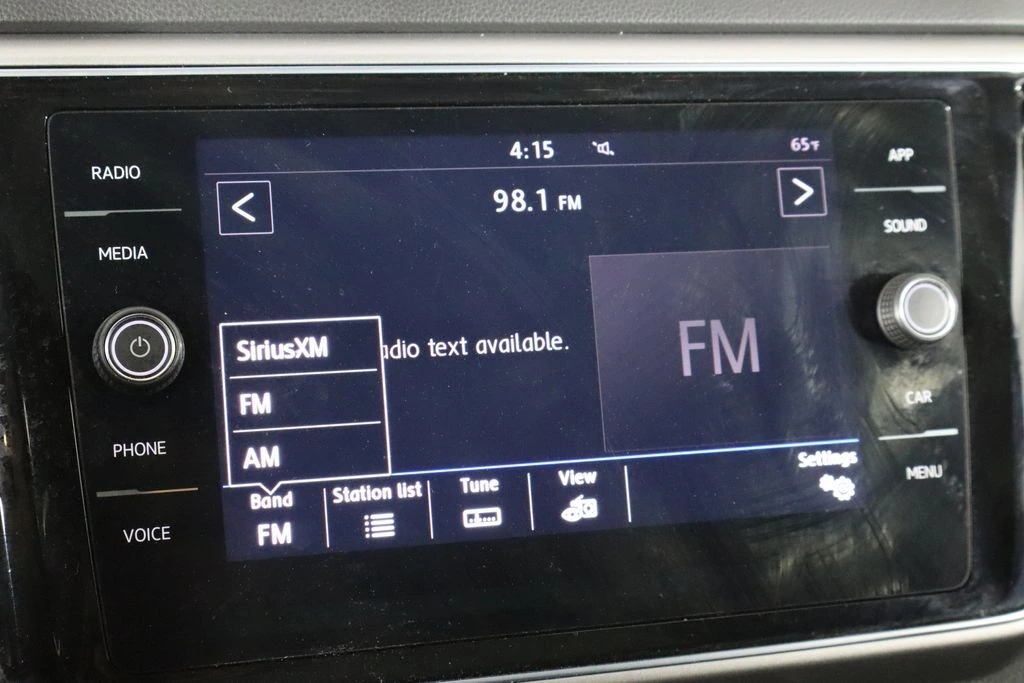 RADIO
MEDIA
PHONE
VOICE
4:15
65°F
98.1 FM
<
>
SiriusXM
FM
AM
adio text available.
FM
Band
FM
Station list
Tune
View
Settings
APP
SOUND
CAR
MENU